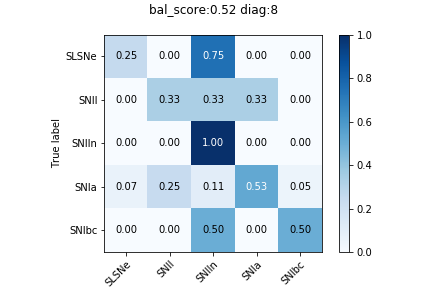 bal_score:0.52 diag:8
SLSNe 0.25 0.00 0.75 0.00 0.00
SNII 0.00 0.33 0.33 0.33 0.00
SNIIn 0.00 0.00 1.00 0.00 0.00
SNIa 0.07 0.25 0.11 0.53 0.05
SNIbc 0.00 0.00 0.50 0.00 0.50
True label
SLSNe SNII SNIIn SNIa SNIbc
1.0
0.8
0.6
0.4
0.2
0.0